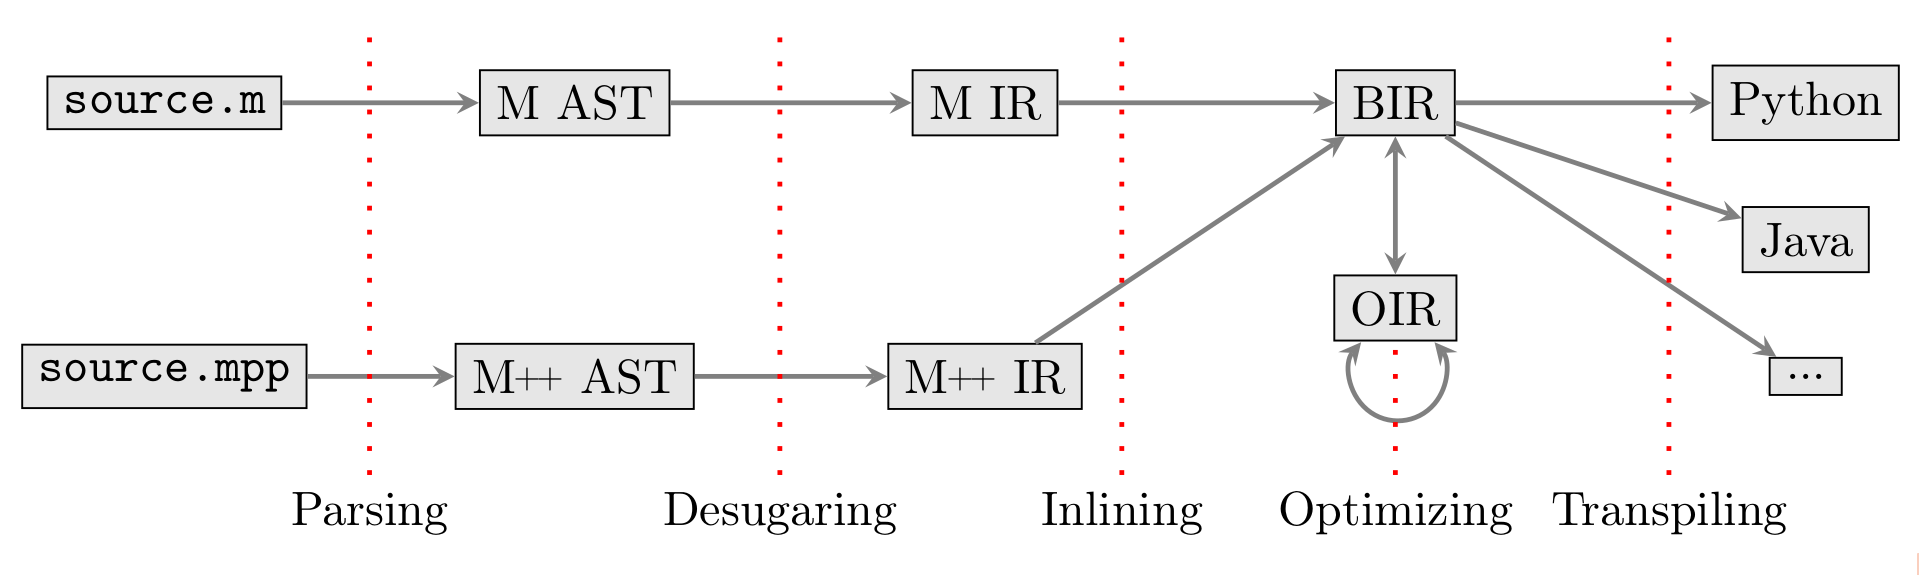 source.m
M AST
M IR
BIR
Python
Java
OIR
source.mpp
M++ AST
M++ IR
...
Parsing
Desugaring
Inlining
Optimizing
Transpiling